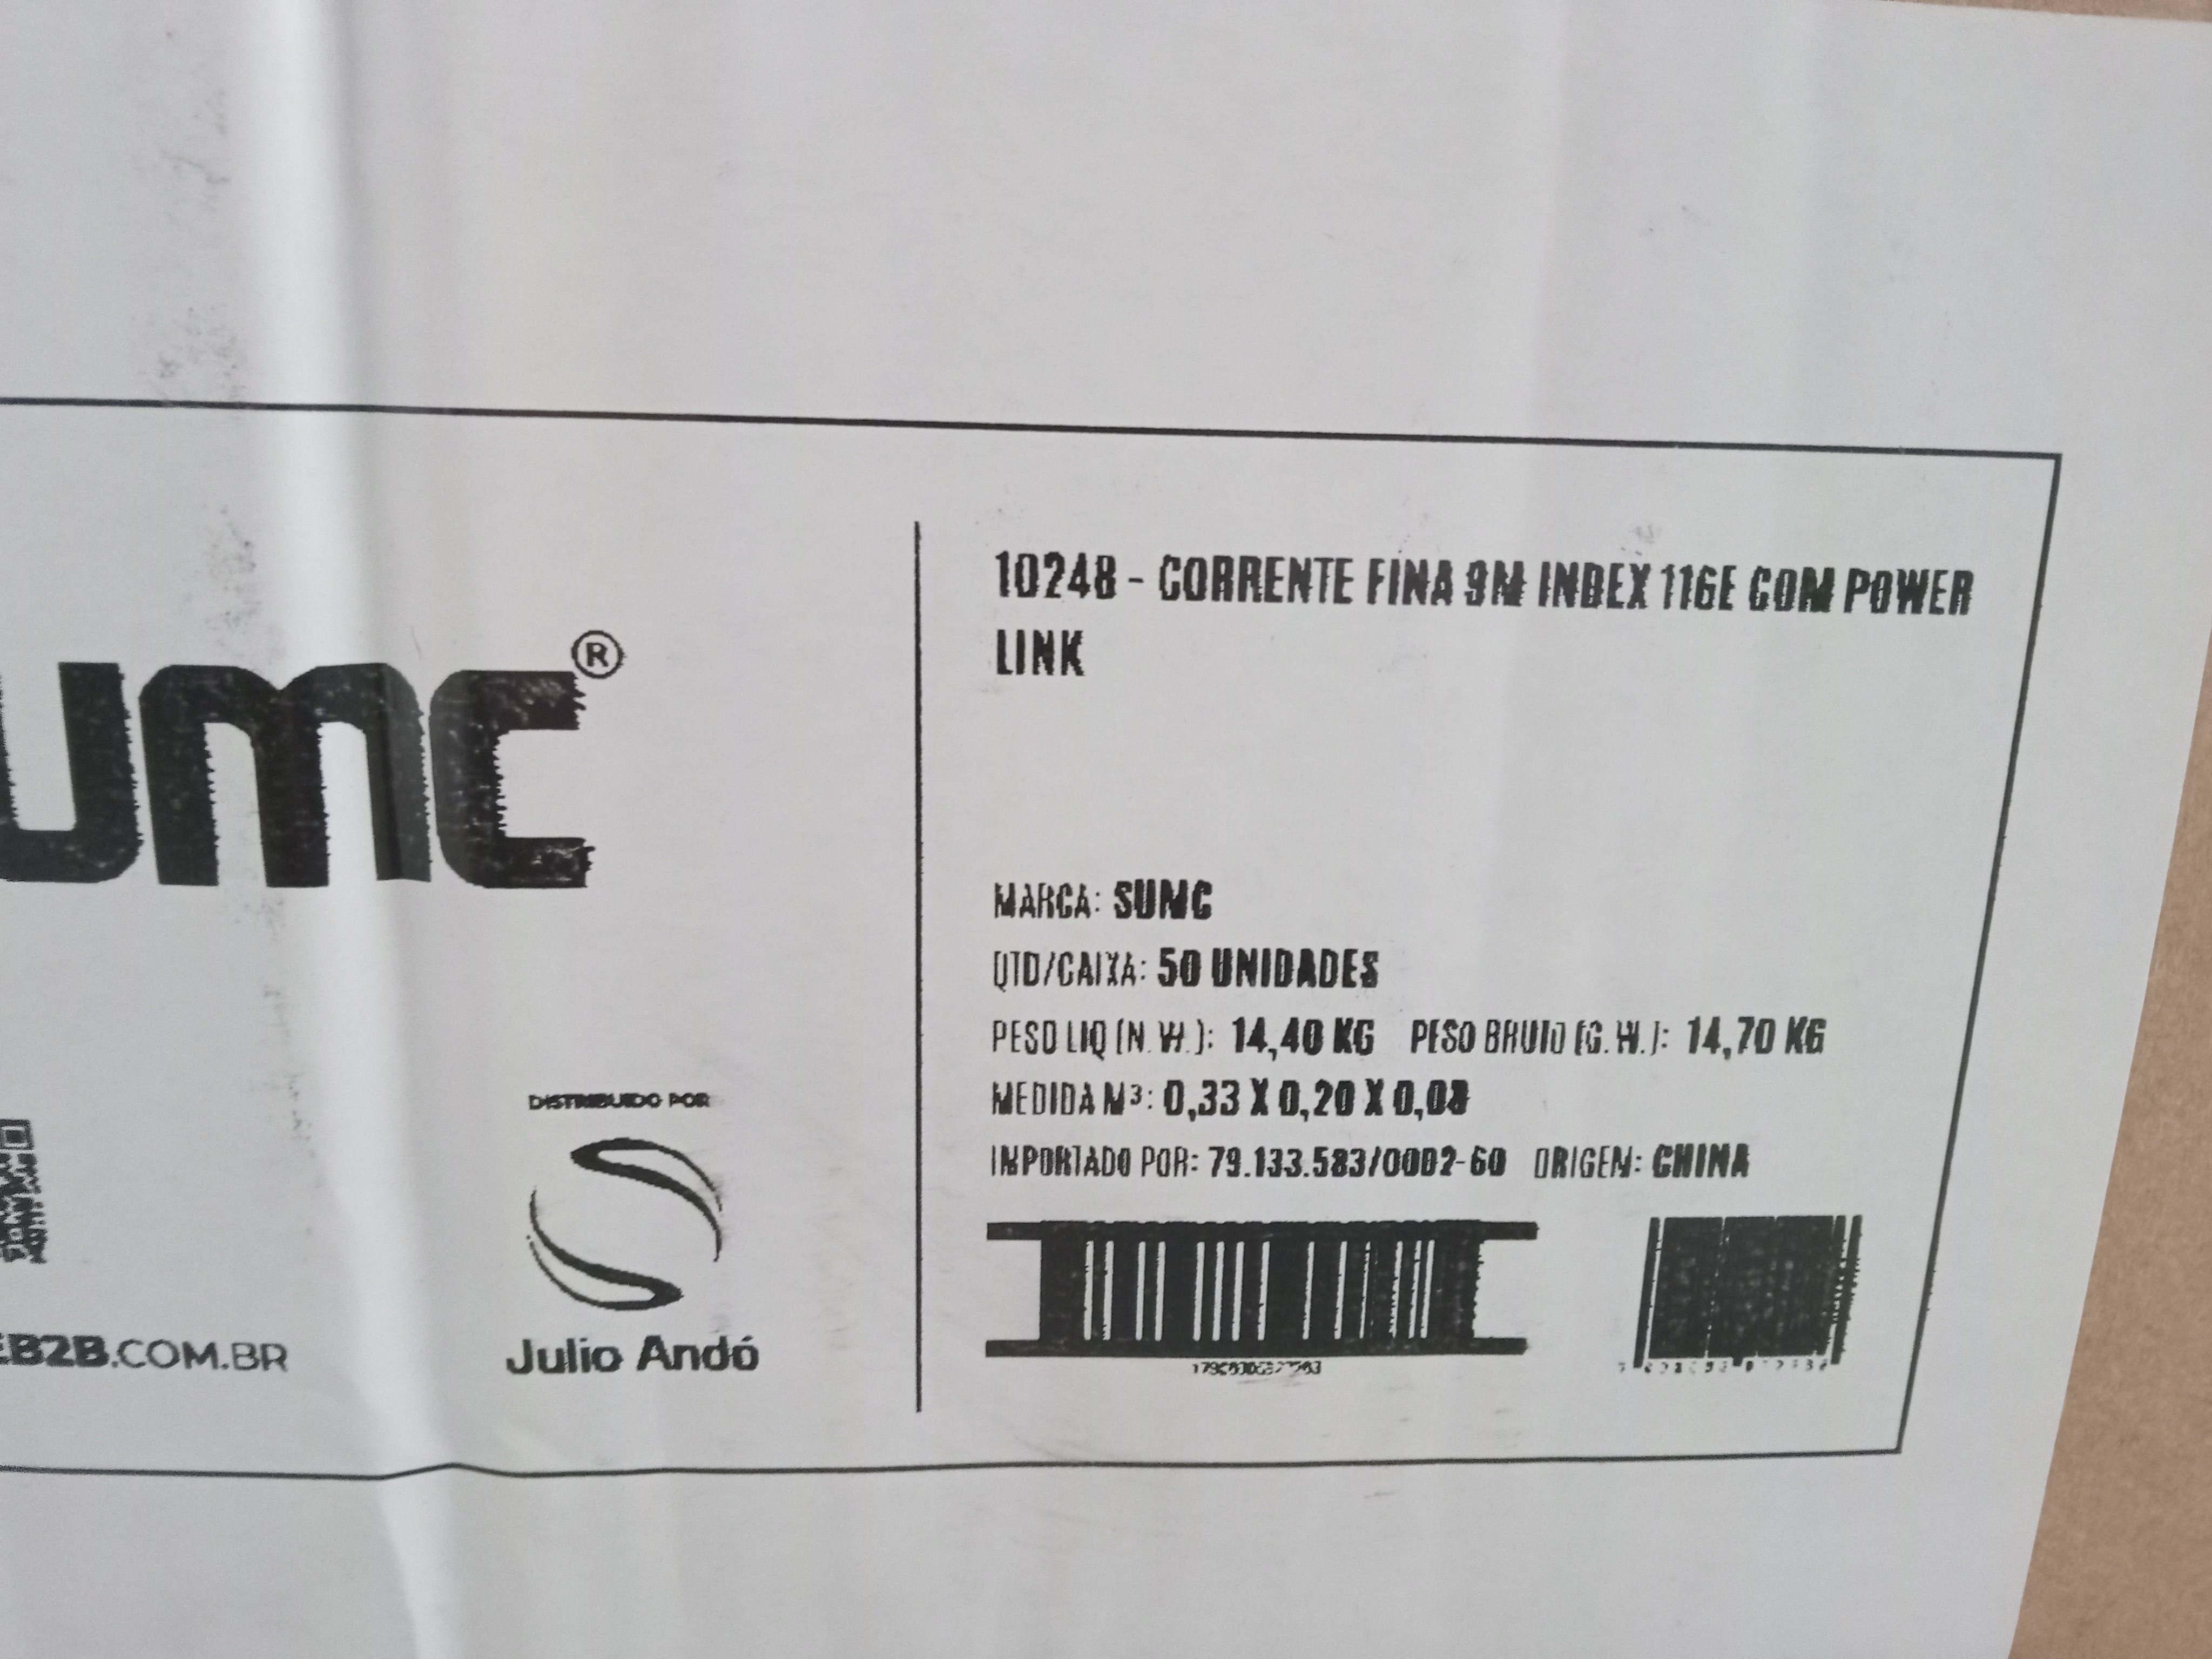 10248 - CORRENTE FINA 9M INDEX 116E COM POWER
LINK
UMC®
MARCA: SUMC
QTD/CAIXA: 50 UNIDADES
PESO LIQ (N.W.): 14,40 KG PESO BRUTO (G.W.): 14,70 KG
MEDIDA M³: 0,33 X 0,20 X 0,08
IMPORTADO POR: 79.133.583/0002-60 ORIGEM: CHINA
DISTRIBUIDO POR
Julio Andó
EB2B.COM.BR